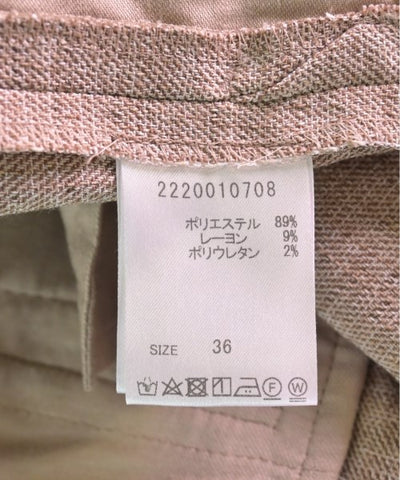 2220010708
ポリエステル 89%
レーヨン 9%
ポリウレタン 2%
SIZE 36
F W